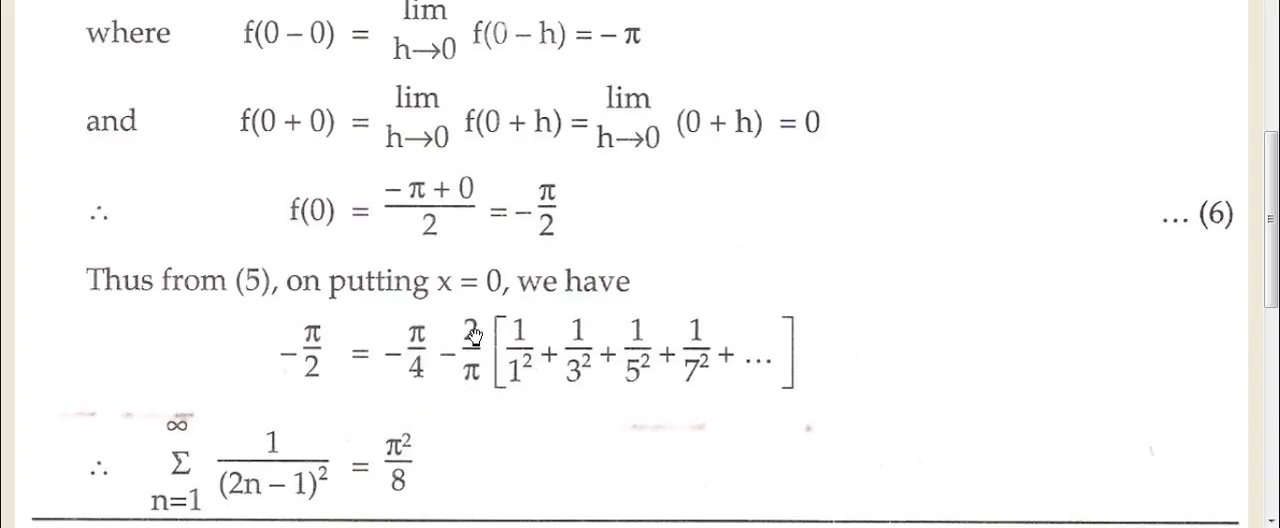 where f(0 – 0) = lim h→0 f(0 – h) = – π
and f(0 + 0) = lim h→0 f(0 + h) = lim h→0 (0 + h) = 0
∴ f(0) = (– π + 0)/2 = – π/2 ... (6)
Thus from (5), on putting x = 0, we have
– π/2 = – π/4 – 2/π [1/1² + 1/3² + 1/5² + 1/7² + ...]
∴ ∞ Σ n=1 1/(2n – 1)² = π²/8